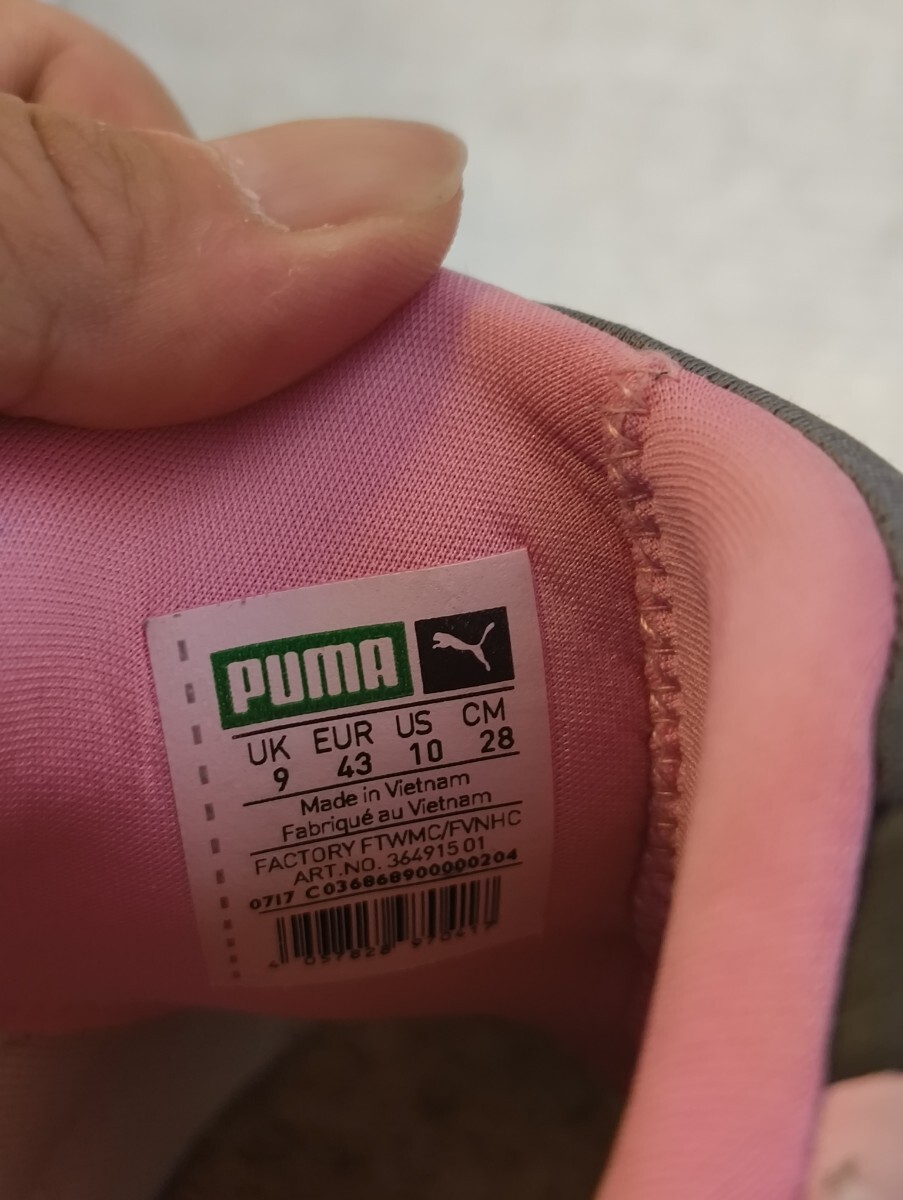 PUMA
UK EUR US CM
9 43 10 28
Made in Vietnam
Fabriqué au Vietnam
FACTORY FTWMC/FVNHC
ART.NO. 364915 01
0717 C036868900000204